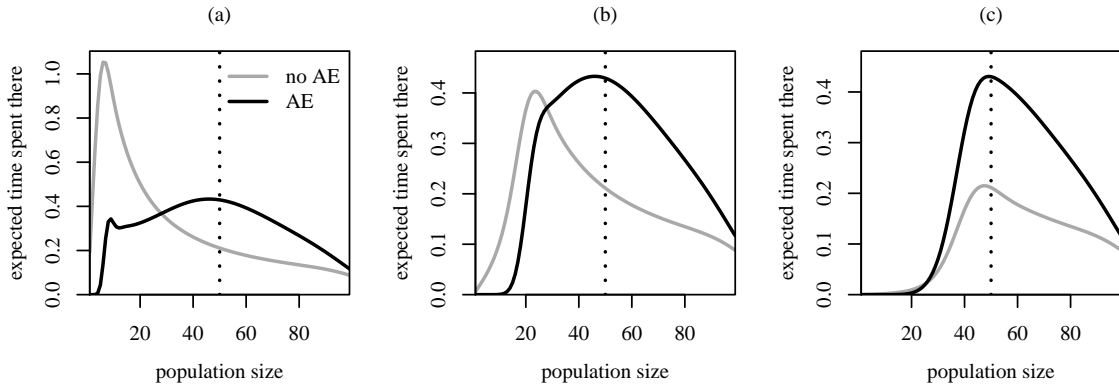 (a)
expected time spent there
0.0 0.2 0.4 0.6 0.8 1.0
no AE
AE
20 40 60 80
population size
(b)
expected time spent there
0.0 0.1 0.2 0.3 0.4
20 40 60 80
population size
(c)
expected time spent there
0.0 0.1 0.2 0.3 0.4
20 40 60 80
population size